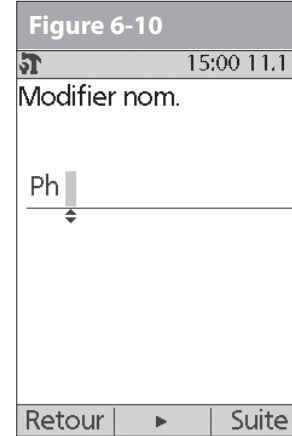 Figure 6-10
15:00 11.1
Modifier nom.
Ph
Retour ► Suite